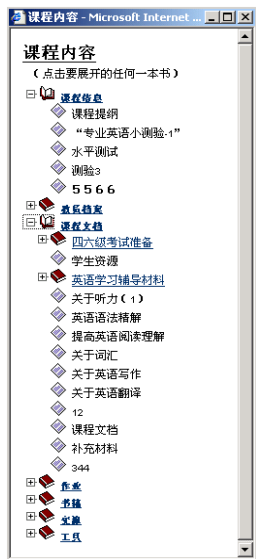 课程内容 - Microsoft Internet ...
课程内容
（点击要展开的任何一本书）
课程信息
课程提纲
“专业英语小测验-1”
水平测试
测验3
５５６６
教员档案
课程文档
四六级考试准备
学生资源
英语学习辅导材料
关于听力（1）
英语语法精解
提高英语阅读理解
关于词汇
关于英语写作
关于英语翻译
12
课程文档
补充材料
344
作业
书籍
交流
工具